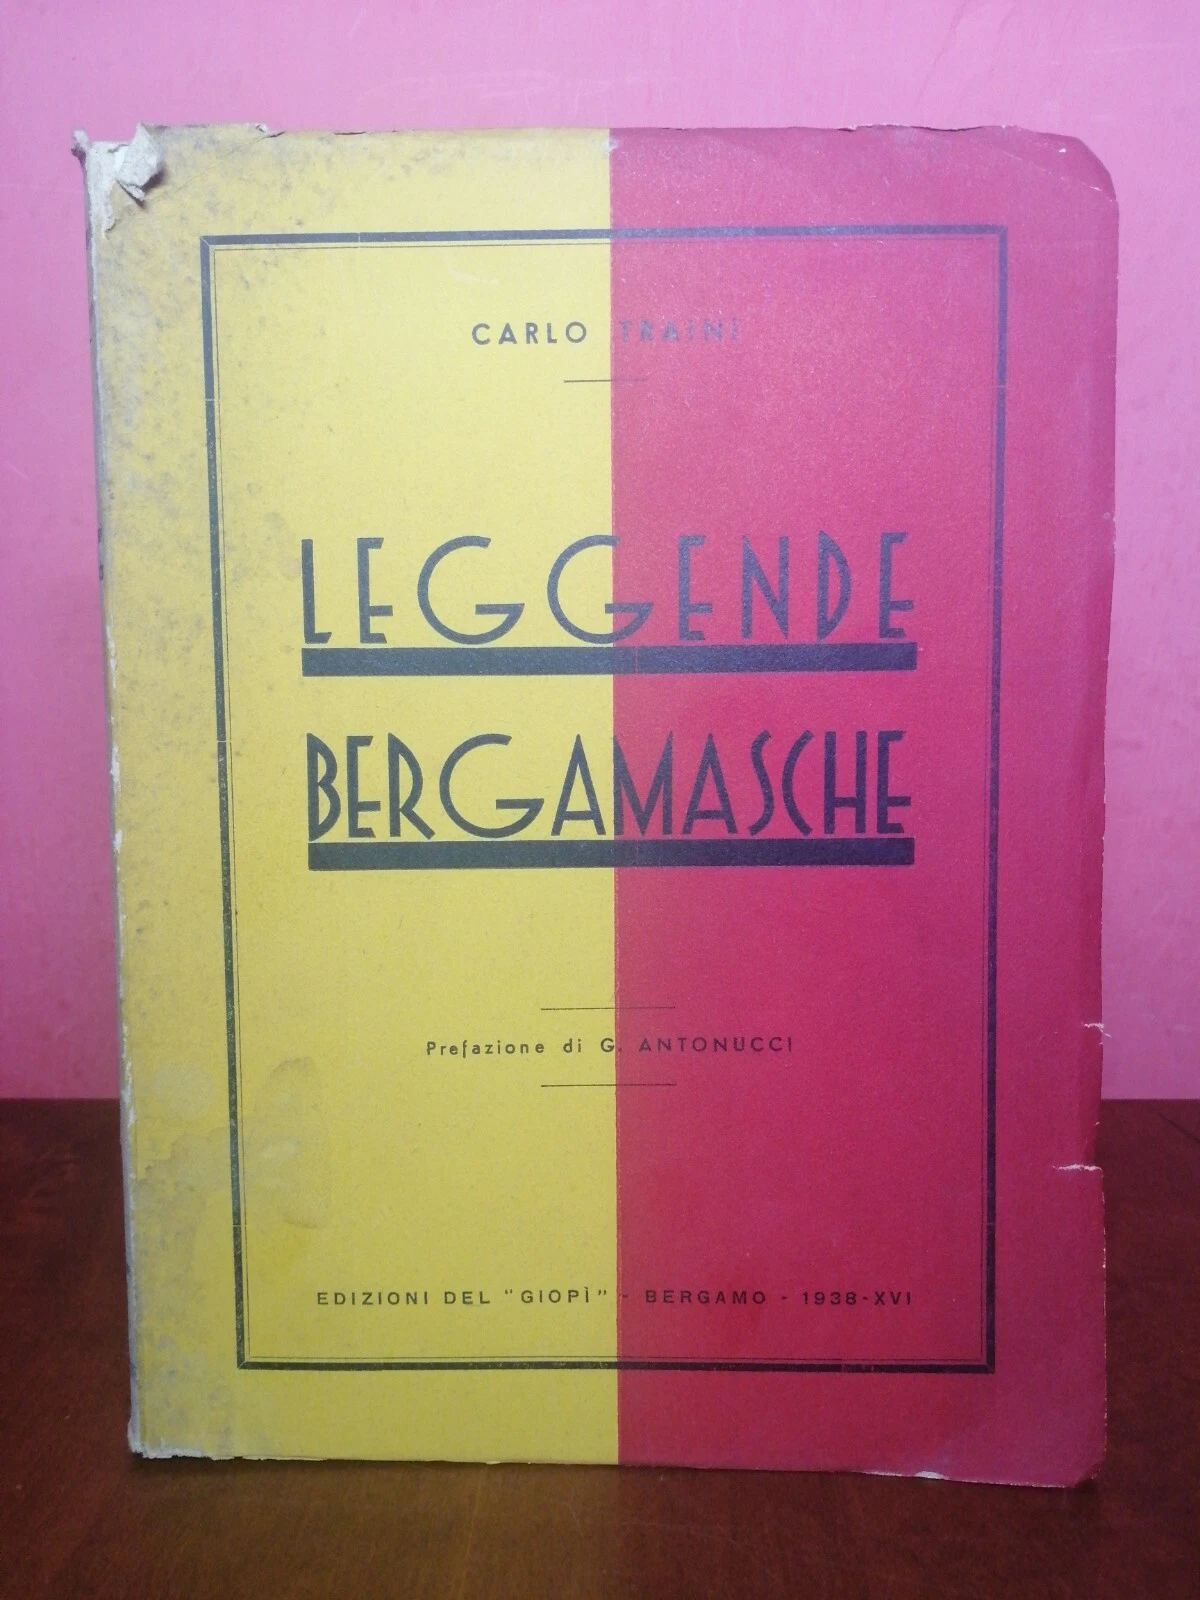 CARLO TRAINI
LEGGENDE
BERGAMASCHE
Prefazione di G. ANTONUCCI
EDIZIONI DEL "GIOPÌ" - BERGAMO - 1938-XVI